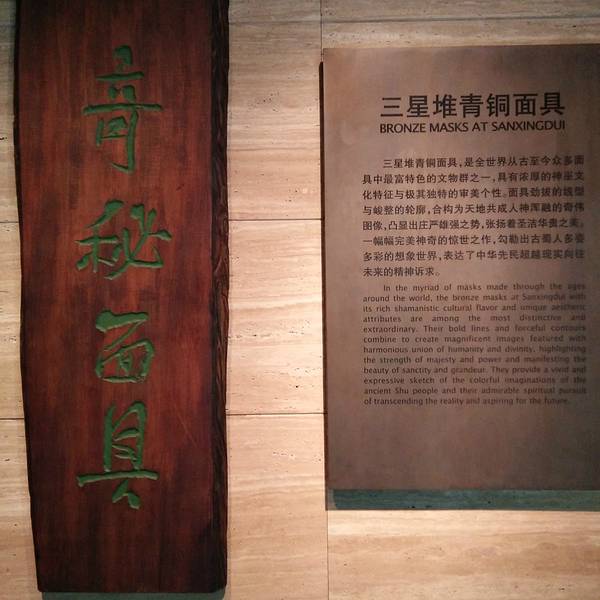 奇秘面具
三星堆青铜面具
BRONZE MASKS AT SANXINGDUI
三星堆青铜面具，是全世界从古至今众多面
具中最富特色的文物群之一，具有浓厚的神巫文
化特征与极其独特的审美个性。面具劲拔的线型
与峻整的轮廓，合构为天地共成人神浑融的奇伟
图像，凸显出庄严雄强之势，张扬着圣洁华贵之美。
一幅幅完美神奇的惊世之作，勾勒出古蜀人多姿
多彩的想象世界，表达了中华先民超越现实向往
未来的精神诉求。
In the myriad of masks made through the ages
around the world, the bronze masks at Sanxingdui with
its rich shamanistic cultural flavor and unique aesthetic
attributes are among the most distinctive and
extraordinary. Their bold lines and forceful contours
combine to create magnificent images featured with
harmonious union of humanity and divinity, highlighting
the strength of majesty and power and manifesting the
beauty of sanctity and grandeur. They provide a vivid and
expressive sketch of the colorful imaginations of the
ancient Shu people and their admirable spiritual pursuit
of transcending the reality and aspiring for the future.